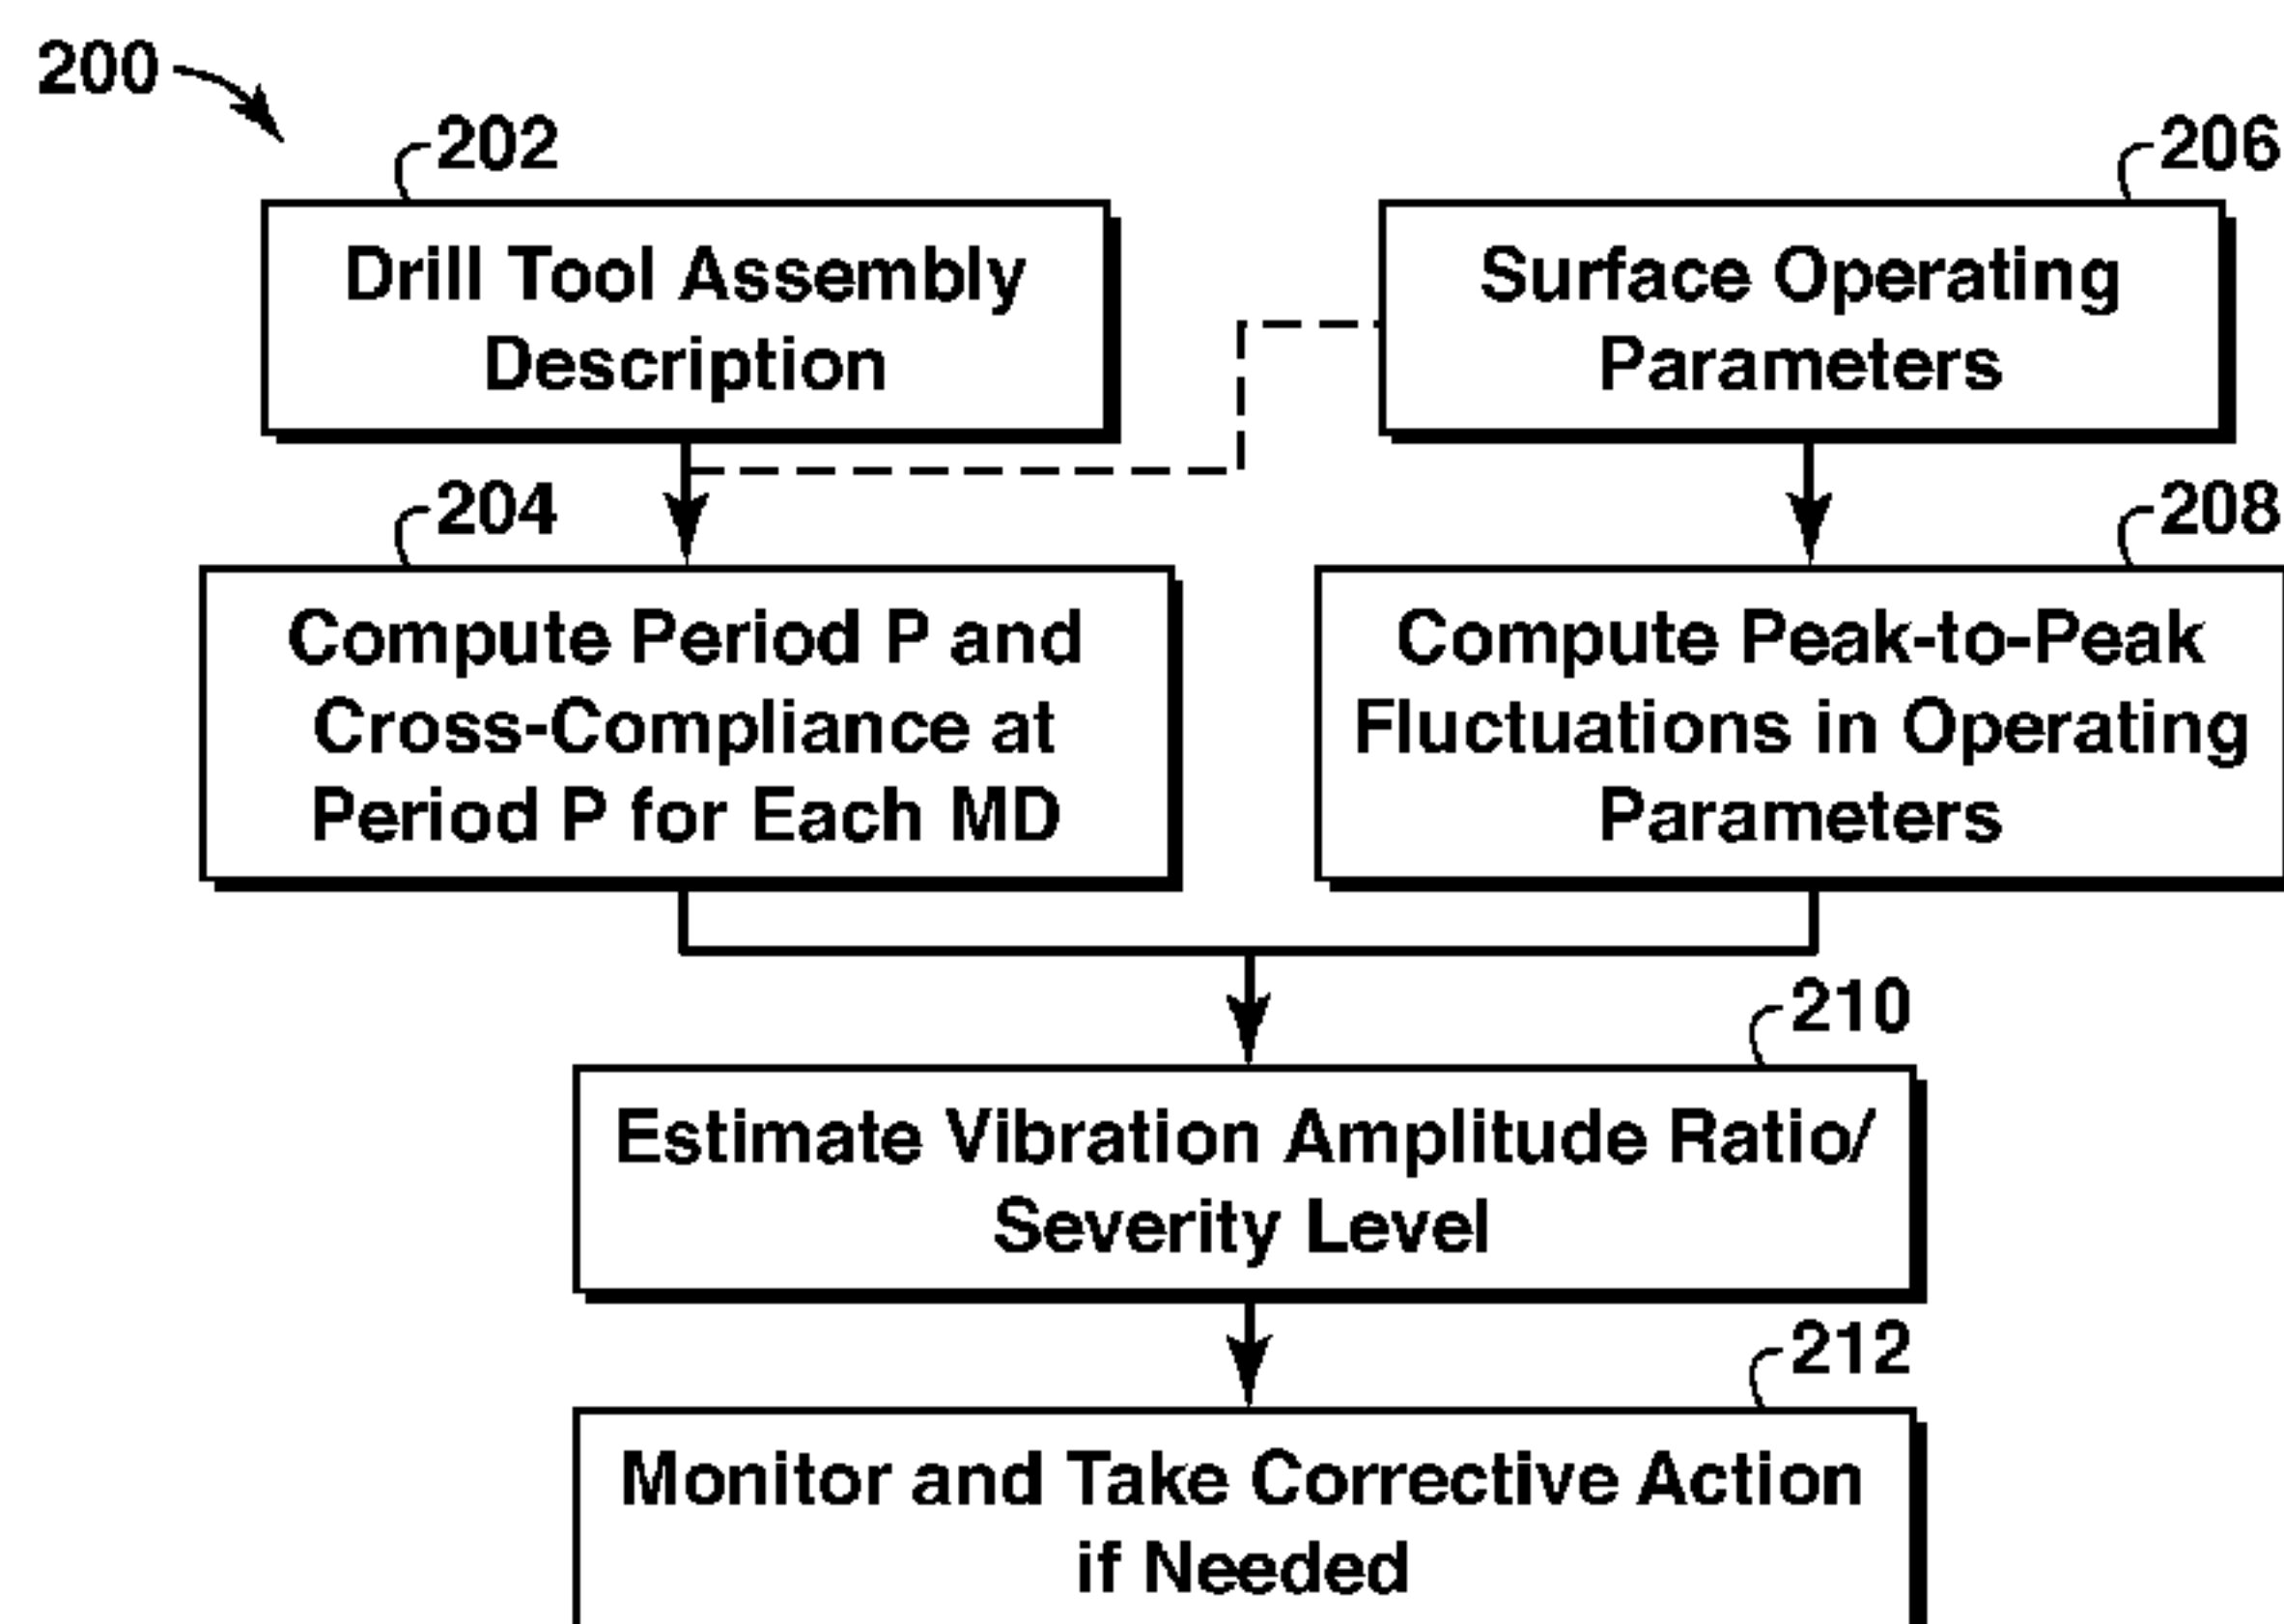 200
202
Drill Tool Assembly
Description
206
Surface Operating
Parameters
204
Compute Period P and
Cross-Compliance at
Period P for Each MD
208
Compute Peak-to-Peak
Fluctuations in Operating
Parameters
210
Estimate Vibration Amplitude Ratio/
Severity Level
212
Monitor and Take Corrective Action
if Needed